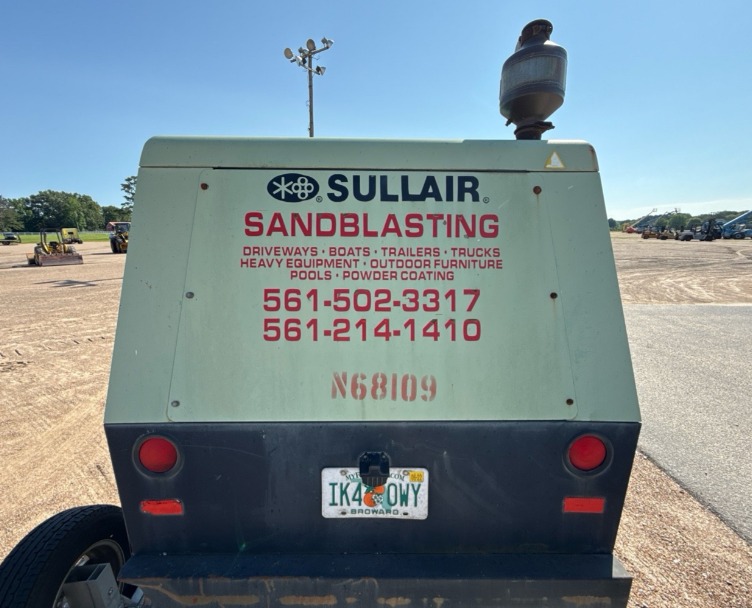 SULLAIR®
SANDBLASTING
DRIVEWAYS · BOATS · TRAILERS · TRUCKS
HEAVY EQUIPMENT · OUTDOOR FURNITURE
POOLS · POWDER COATING
561-502-3317
561-214-1410
N68109
IK4 OWY
BROWARD